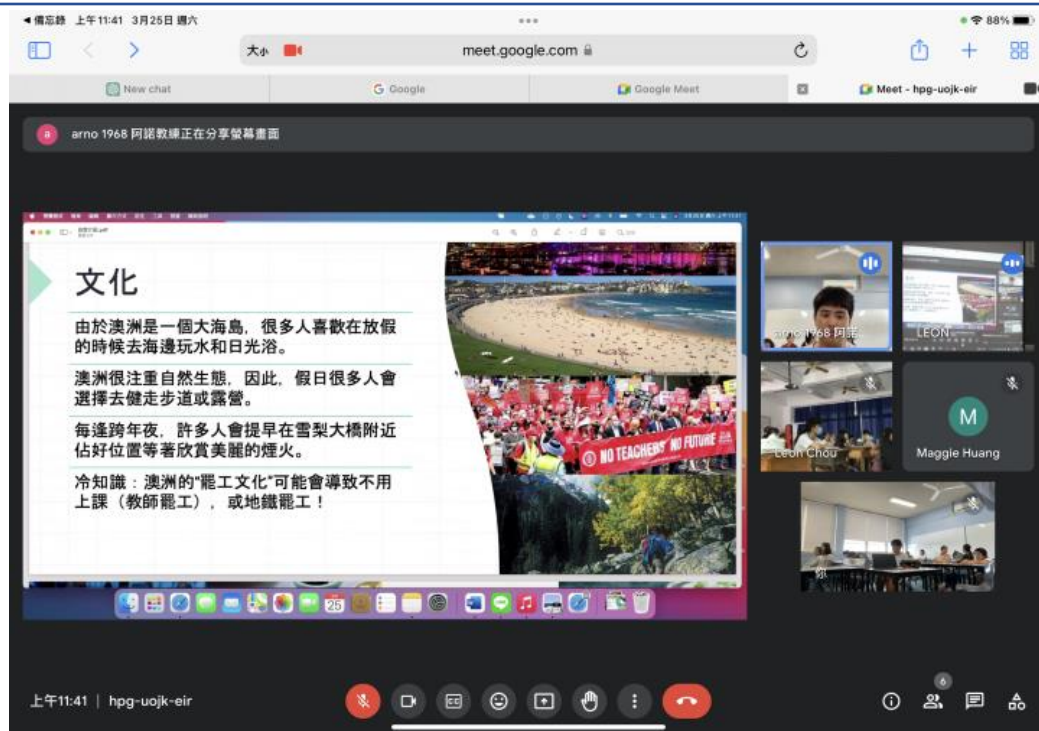 備忘錄 上午11:41 3月25日 週六
88%
大小
meet.google.com
New chat
Google
Google Meet
Meet - hpg-uojk-eir
a
arno 1968 阿諾教練正在分享螢幕畫面
文化
由於澳洲是一個大海島，很多人喜歡在放假
的時候去海邊玩水和日光浴。
澳洲很注重自然生態，因此，假日很多人會
選擇去健走步道或露營。
每逢跨年夜，許多人會提早在雪梨大橋附近
佔好位置等著欣賞美麗的煙火。
冷知識：澳洲的"罷工文化"可能會導致不用
上課（教師罷工），或地鐵罷工！
NO TEACHERS NO FUTURE
25
arno 1968 阿諾
LEON
Leon Chou
M
Maggie Huang
你
上午11:41 | hpg-uojk-eir
6